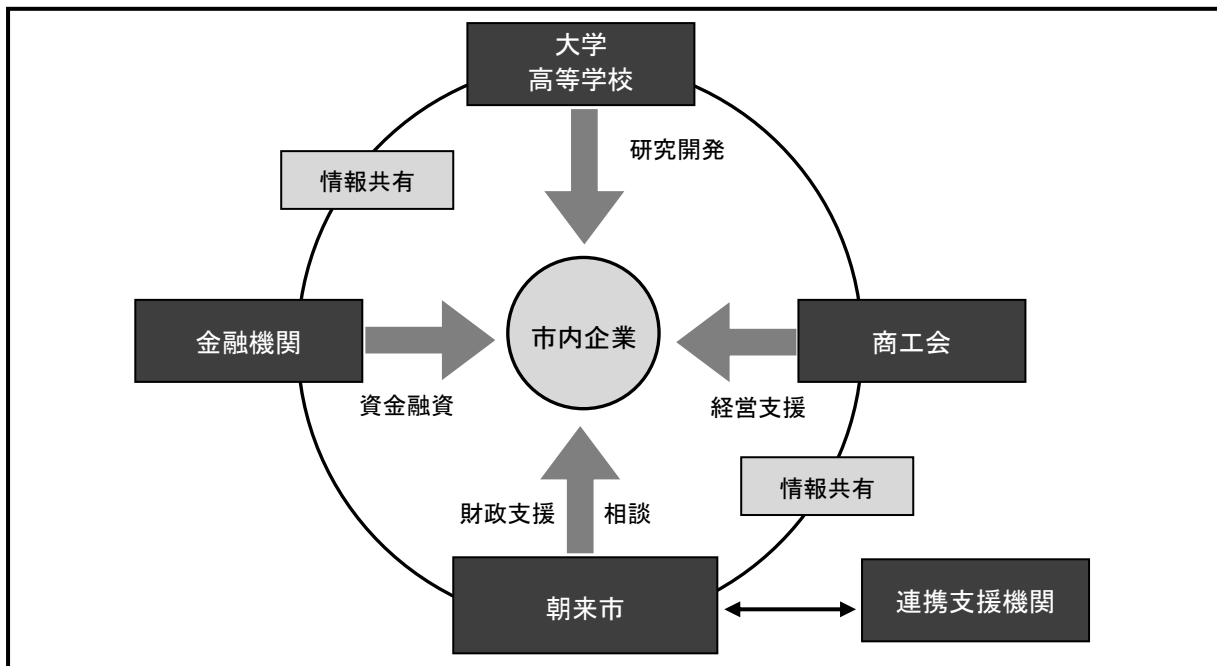 大学
高等学校
研究開発
情報共有
金融機関
市内企業
商工会
資金融資
経営支援
情報共有
財政支援
相談
朝来市
連携支援機関